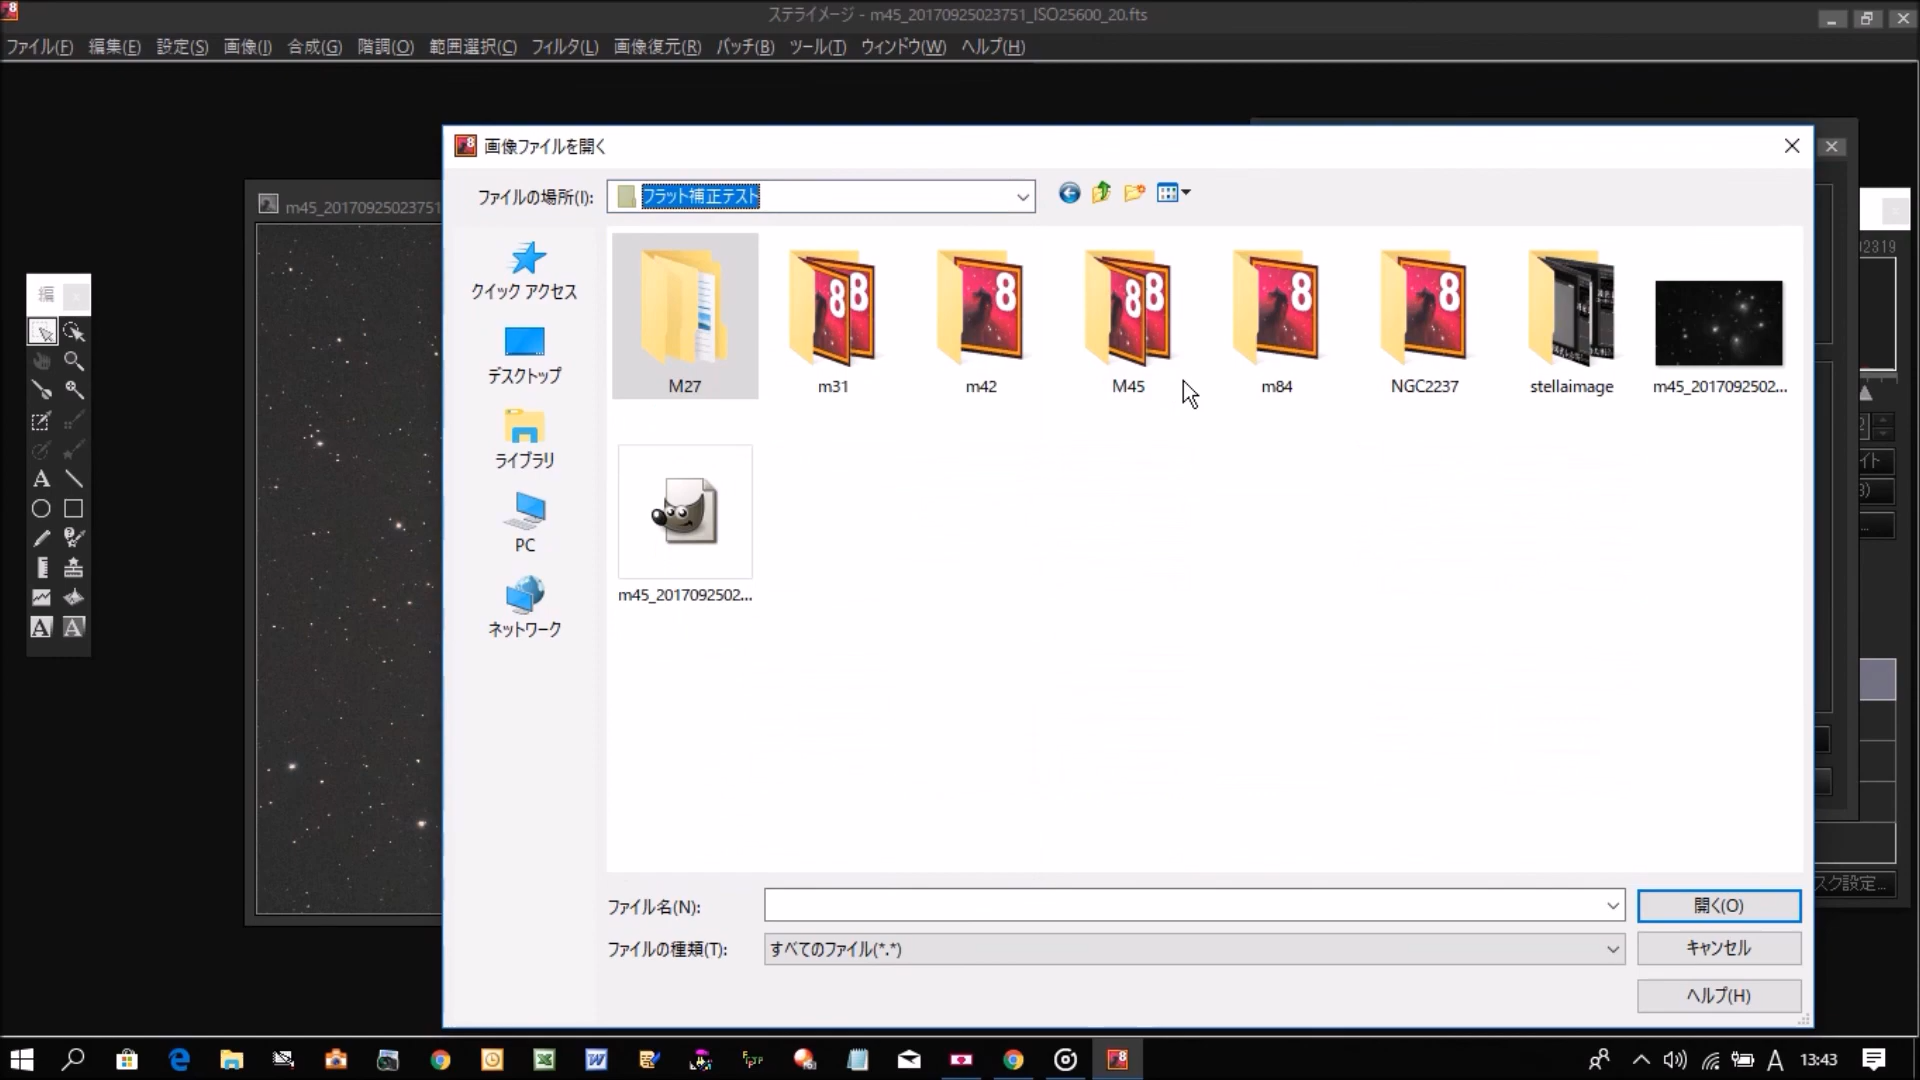 ステライメージ - m45_20170925023751_ISO25600_20.fts
ファイル(F) 編集(E) 設定(S) 画像(I) 合成(G) 階調(O) 範囲選択(C) フィルタ(L) 画像復元(R) バッチ(B) ツール(T) ウィンドウ(W) ヘルプ(H)
画像ファイルを開く
m45_20170925023751
ファイルの場所(I):
フラット補正テスト
編
クイック アクセス
デスクトップ
ライブラリ
PC
ネットワーク
M27
m31
m42
M45
m84
NGC2237
stellaimage
m45_2017092502...
m45_2017092502...
ファイル名(N):
開く(O)
ファイルの種類(T):
すべてのファイル(*.*)
キャンセル
ヘルプ(H)
スク設定...
A 13:43